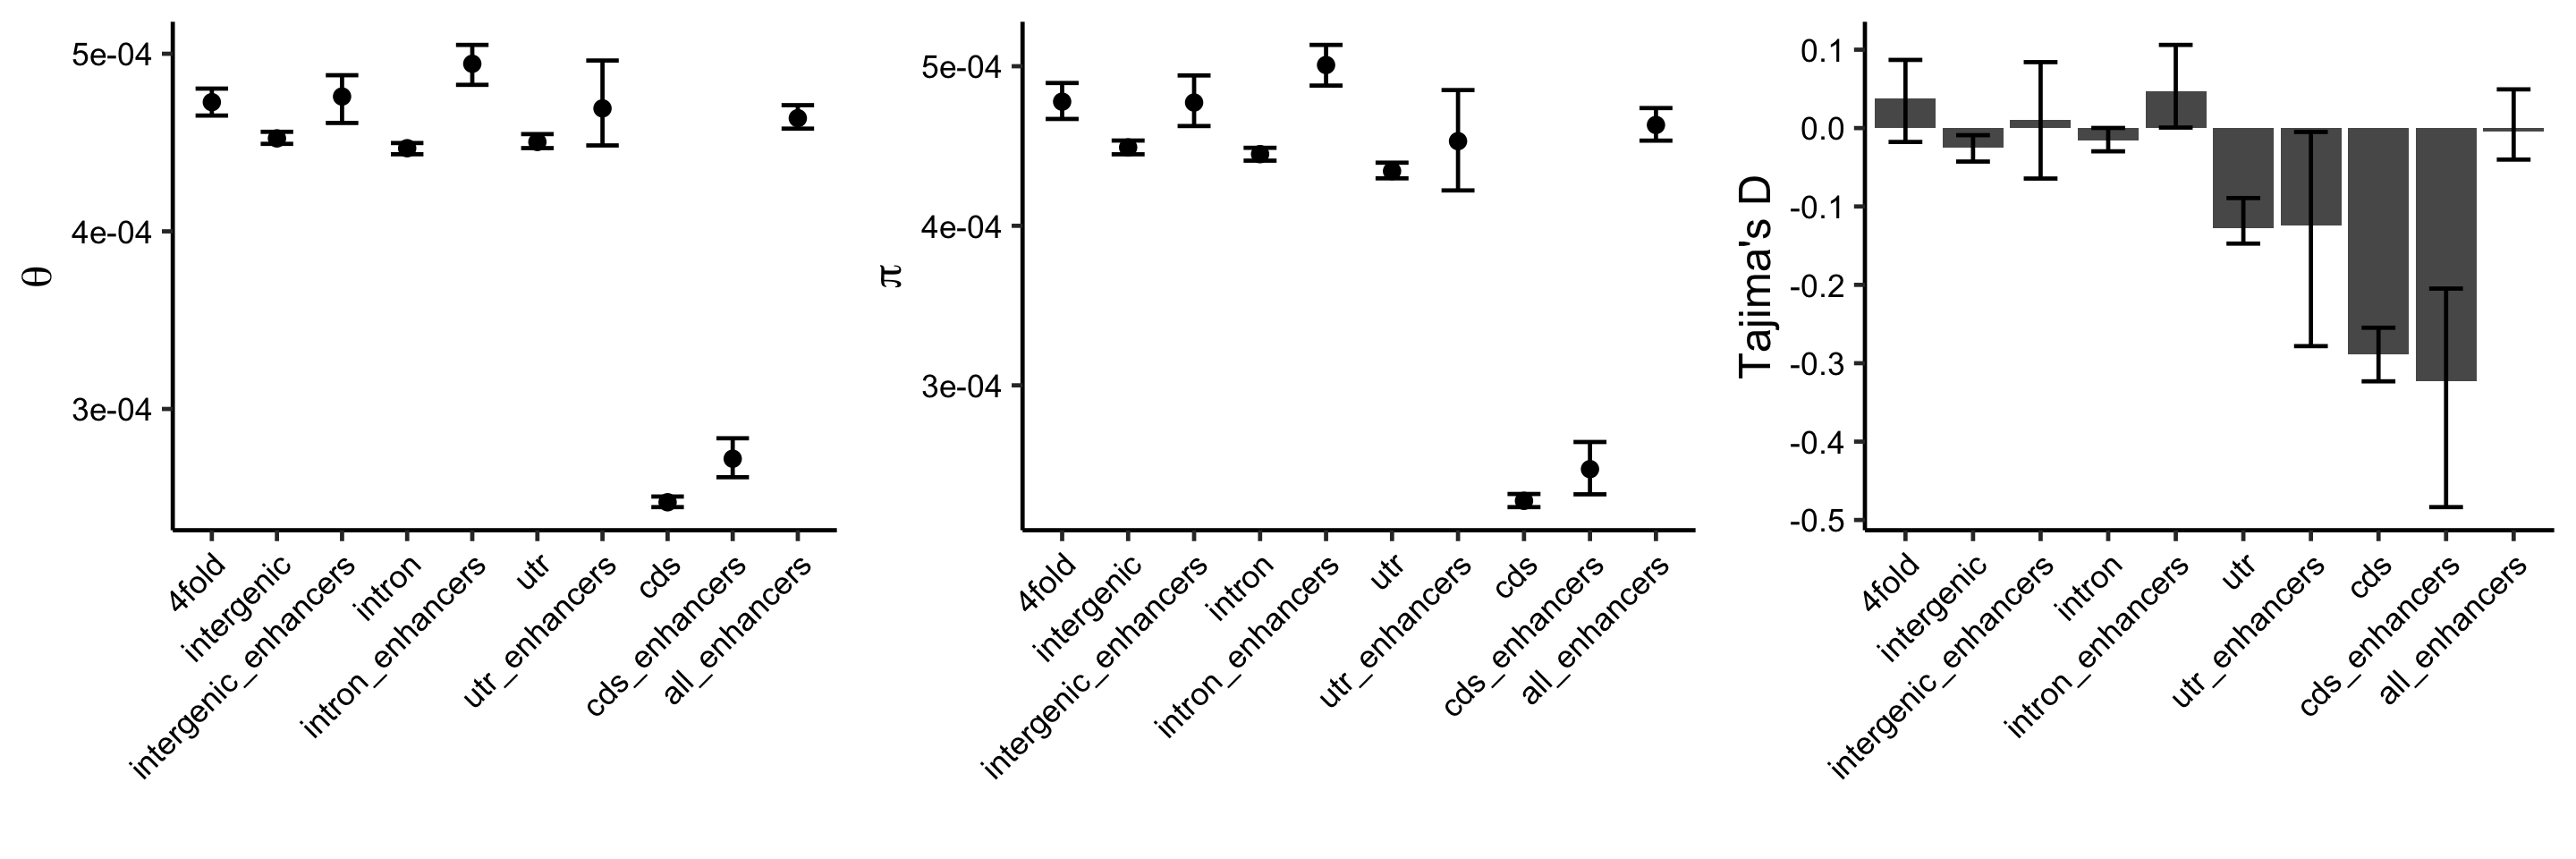 θ
5e-04
4e-04
3e-04
4fold
intergenic
intergenic_enhancers
intron
intron_enhancers
utr
utr_enhancers
cds
cds_enhancers
all_enhancers
π
5e-04
4e-04
3e-04
4fold
intergenic
intergenic_enhancers
intron
intron_enhancers
utr
utr_enhancers
cds
cds_enhancers
all_enhancers
Tajima's D
0.1
0.0
-0.1
-0.2
-0.3
-0.4
-0.5
4fold
intergenic
intergenic_enhancers
intron
intron_enhancers
utr
utr_enhancers
cds
cds_enhancers
all_enhancers